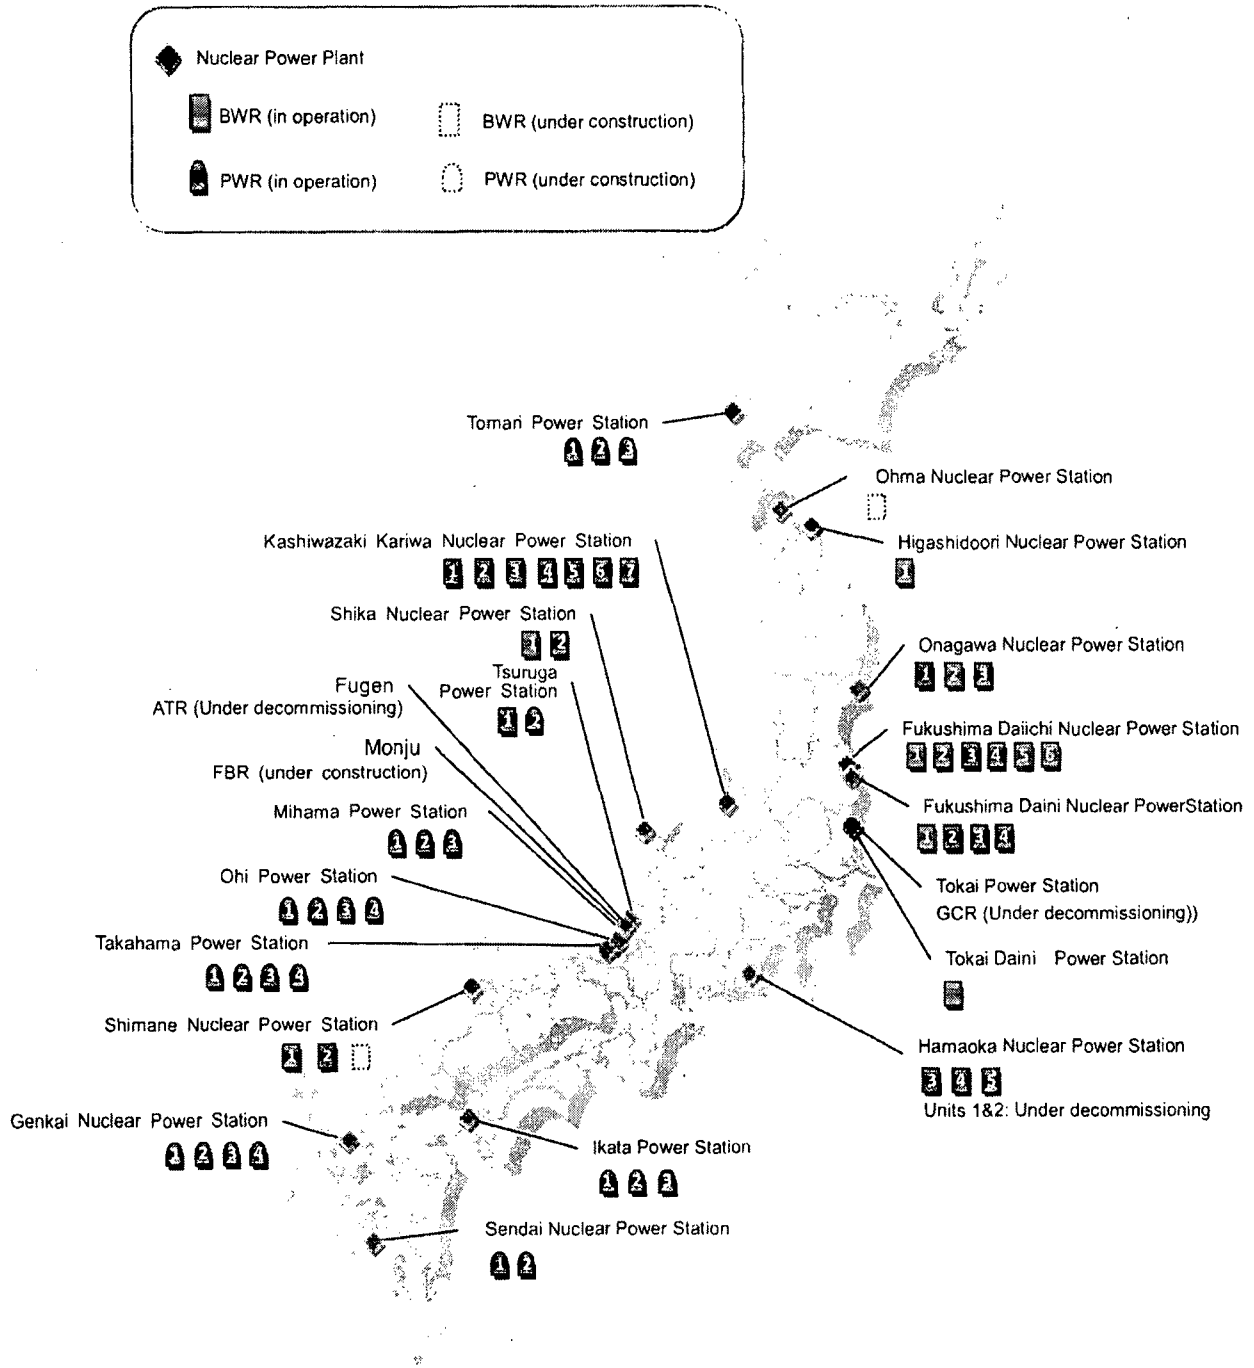 Nuclear Power Plant
BWR (in operation)
BWR (under construction)
PWR (in operation)
PWR (under construction)
Tomari Power Station
1 2 3
Ohma Nuclear Power Station
Higashidoori Nuclear Power Station
1
Kashiwazaki Kariwa Nuclear Power Station
1 2 3 4 5 6 7
Shika Nuclear Power Station
1 2
Tsuruga
Power Station
1 2
Onagawa Nuclear Power Station
1 2 3
Fugen
ATR (Under decommissioning)
Fukushima Daiichi Nuclear Power Station
1 2 3 4 5 6
Monju
FBR (under construction)
Mihama Power Station
1 2 3
Fukushima Daini Nuclear PowerStation
1 2 3 4
Ohi Power Station
1 2 3 4
Tokai Power Station
GCR (Under decommissioning))
Takahama Power Station
1 2 3 4
Tokai Daini Power Station
Shimane Nuclear Power Station
1 2
Hamaoka Nuclear Power Station
3 4 5
Units 1&2: Under decommissioning
Genkai Nuclear Power Station
1 2 3 4
Ikata Power Station
1 2 3
Sendai Nuclear Power Station
1 2